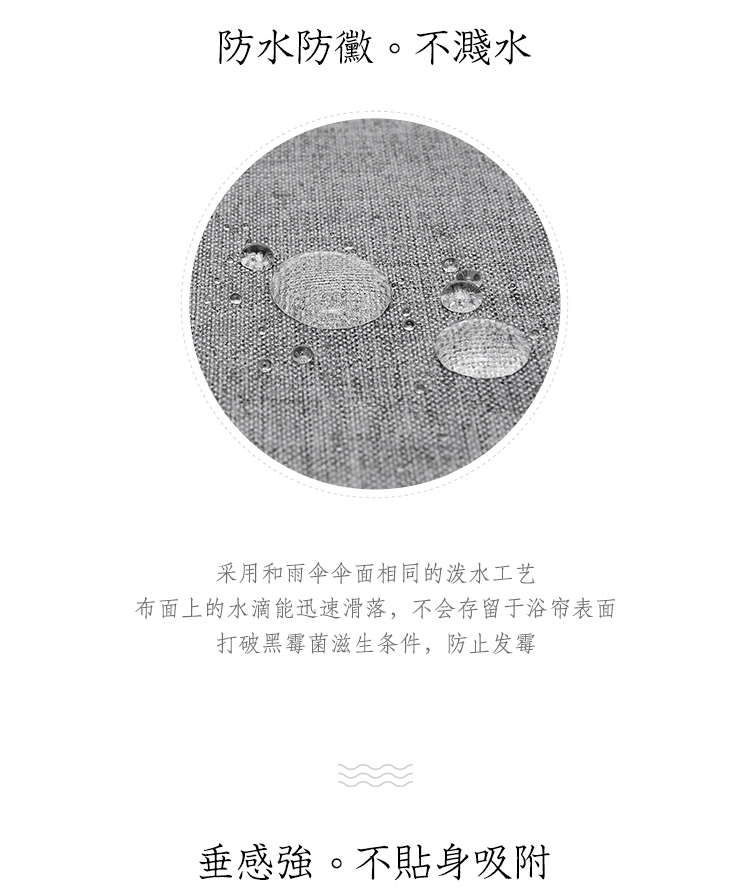 防水防黴。不濺水
采用和雨伞伞面相同的泼水工艺
布面上的水滴能迅速滑落，不会存留于浴帘表面
打破黑霉菌滋生条件，防止发霉
垂感強。不貼身吸附